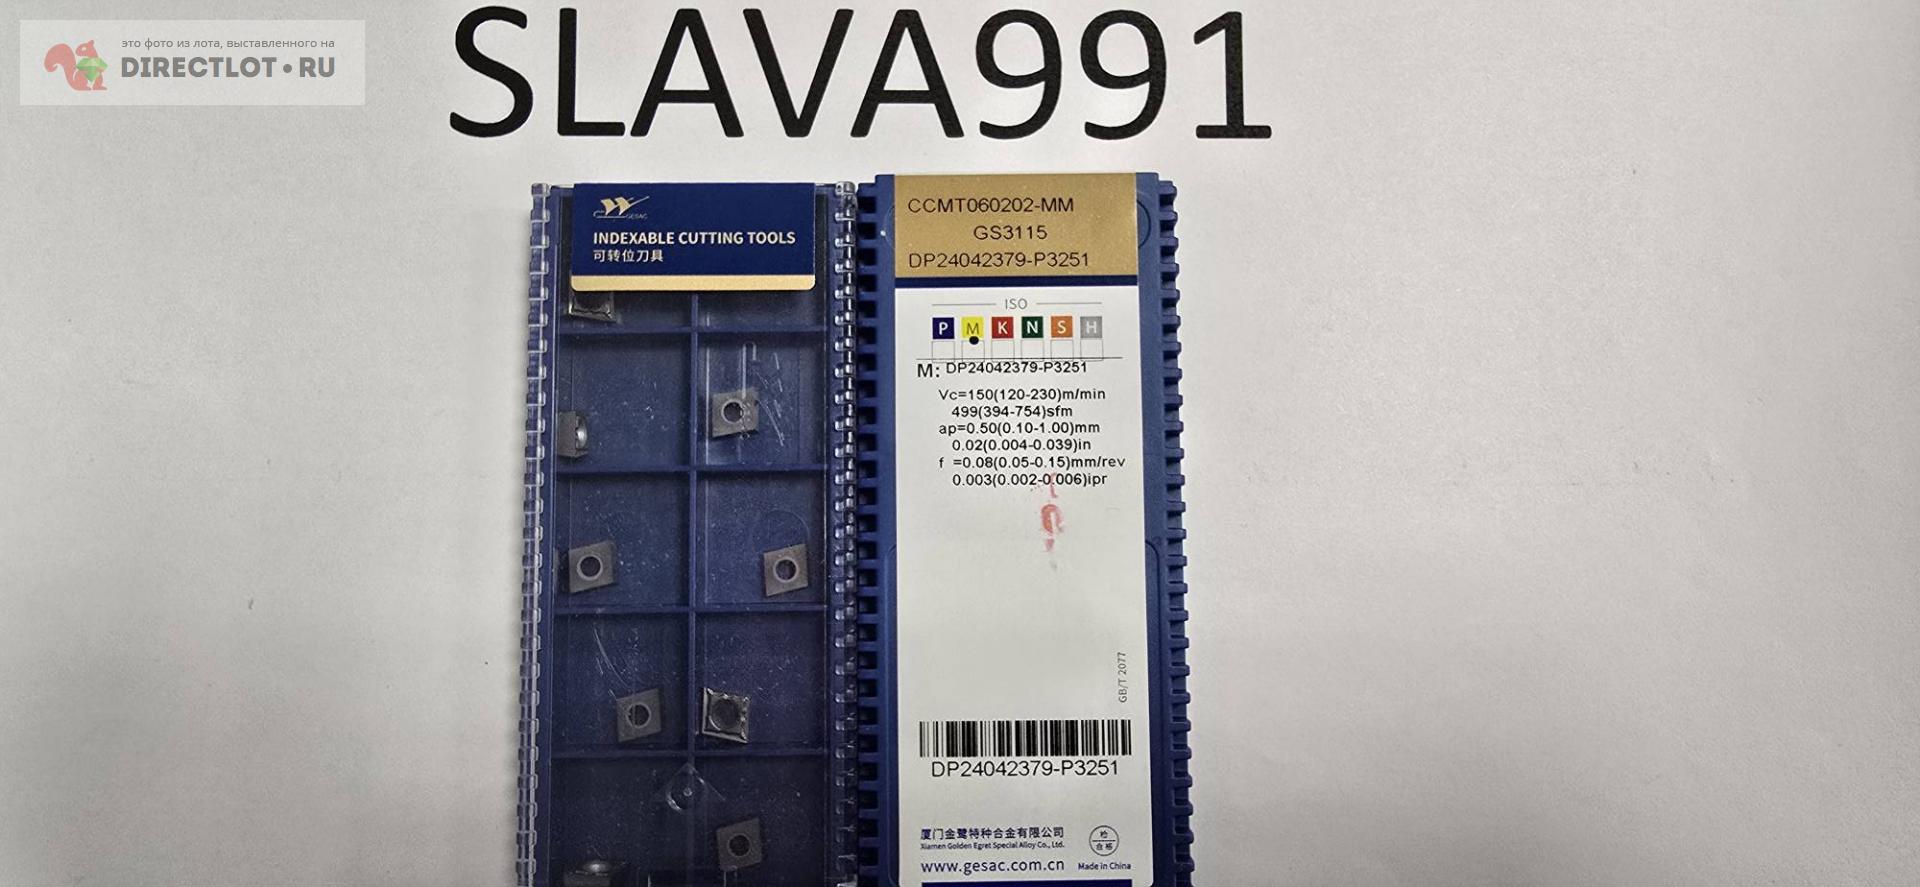 это фото из лота, выставленного на
DIRECTLOT•RU
SLAVA991
GESAC
INDEXABLE CUTTING TOOLS
可转位刀具
CCMT060202-MM
GS3115
DP24042379-P3251
ISO
P M K N S H
M: DP24042379-P3251
Vc=150(120-230)m/min
499(394-754)sfm
ap=0.50(0.10-1.00)mm
0.02(0.004-0.039)in
f =0.08(0.05-0.15)mm/rev
0.003(0.002-0.006)ipr
GB/T 2077
DP24042379-P3251
厦门金鹭特种合金有限公司
Xiamen Golden Egret Special Alloy Co., Ltd.
检
合格
www.gesac.com.cn
Made in China